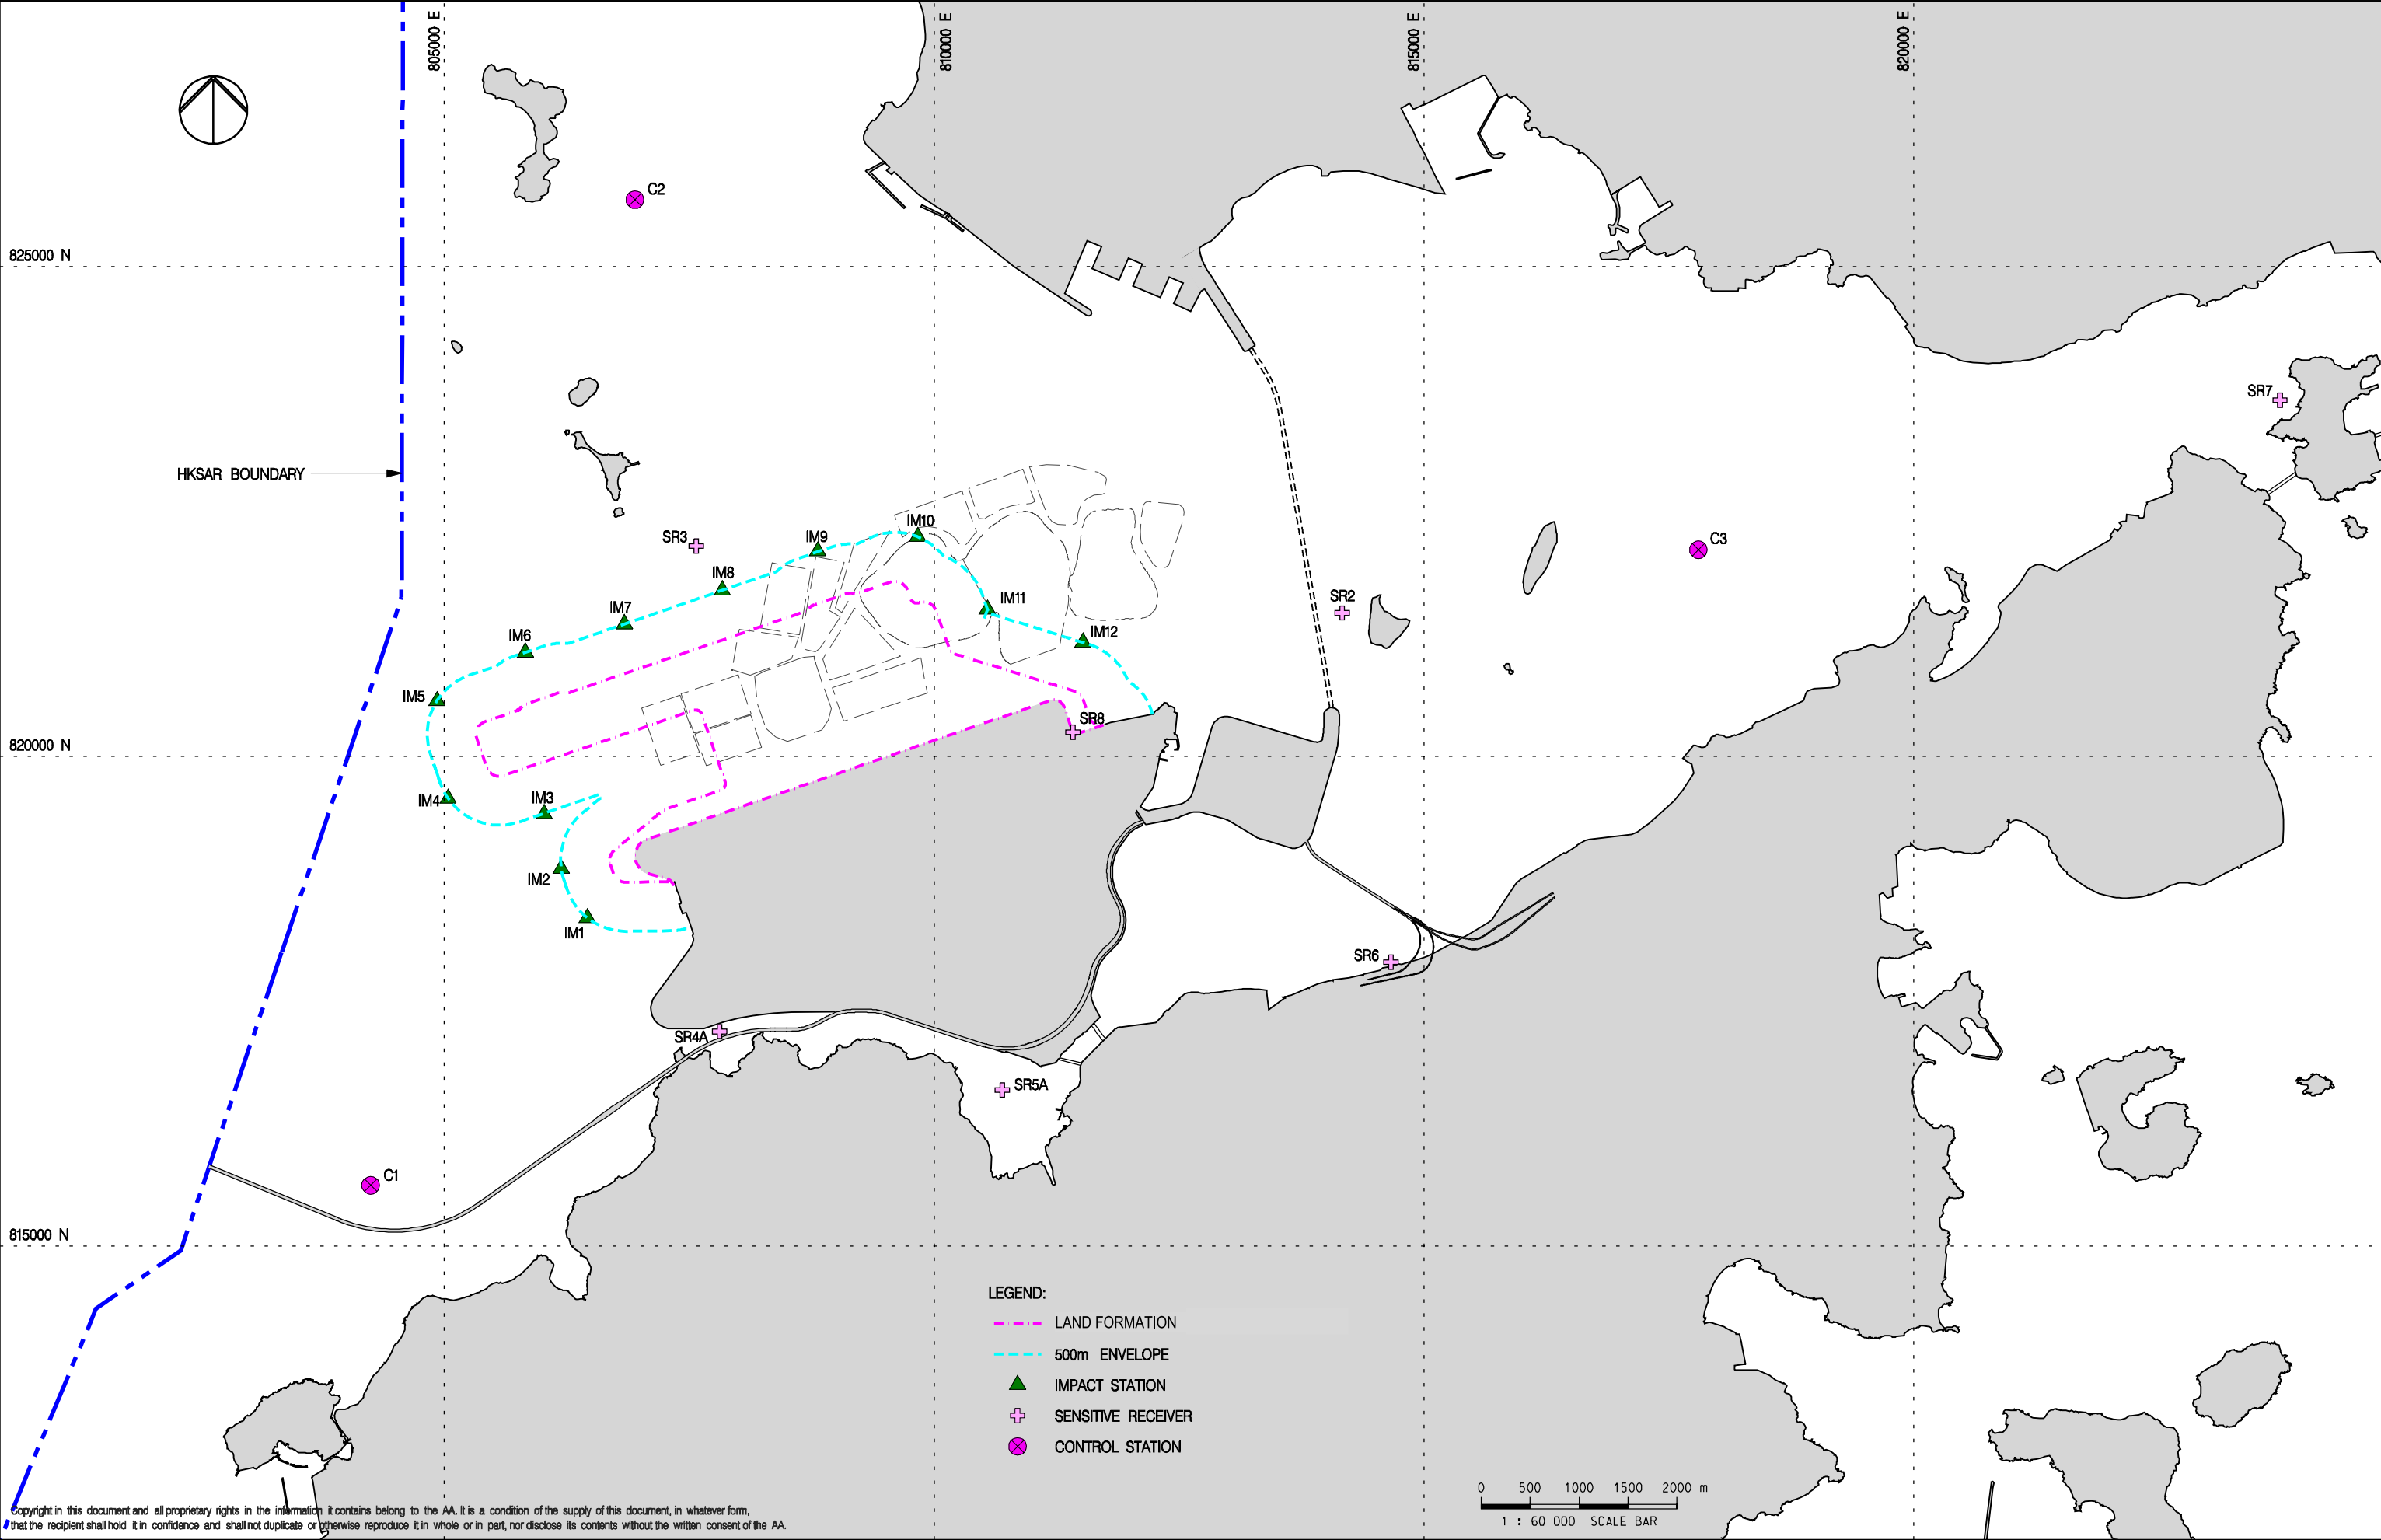 805000 E
810000 E
815000 E
820000 E
C2
825000 N
SR7
HKSAR BOUNDARY
IM10
SR3
IM9
C3
IM8
IM7
IM11
SR2
IM6
IM12
IM5
SR8
820000 N
IM4
IM3
IM2
IM1
SR6
SR4A
SR5A
C1
815000 N
LEGEND:
LAND FORMATION
500m ENVELOPE
IMPACT STATION
SENSITIVE RECEIVER
CONTROL STATION
0 500 1000 1500 2000 m
1 : 60 000 SCALE BAR
Copyright in this document and all proprietary rights in the information it contains belong to the AA. It is a condition of the supply of this document, in whatever form,
that the recipient shall hold it in confidence and shall not duplicate or otherwise reproduce it in whole or in part, nor disclose its contents without the written consent of the AA.